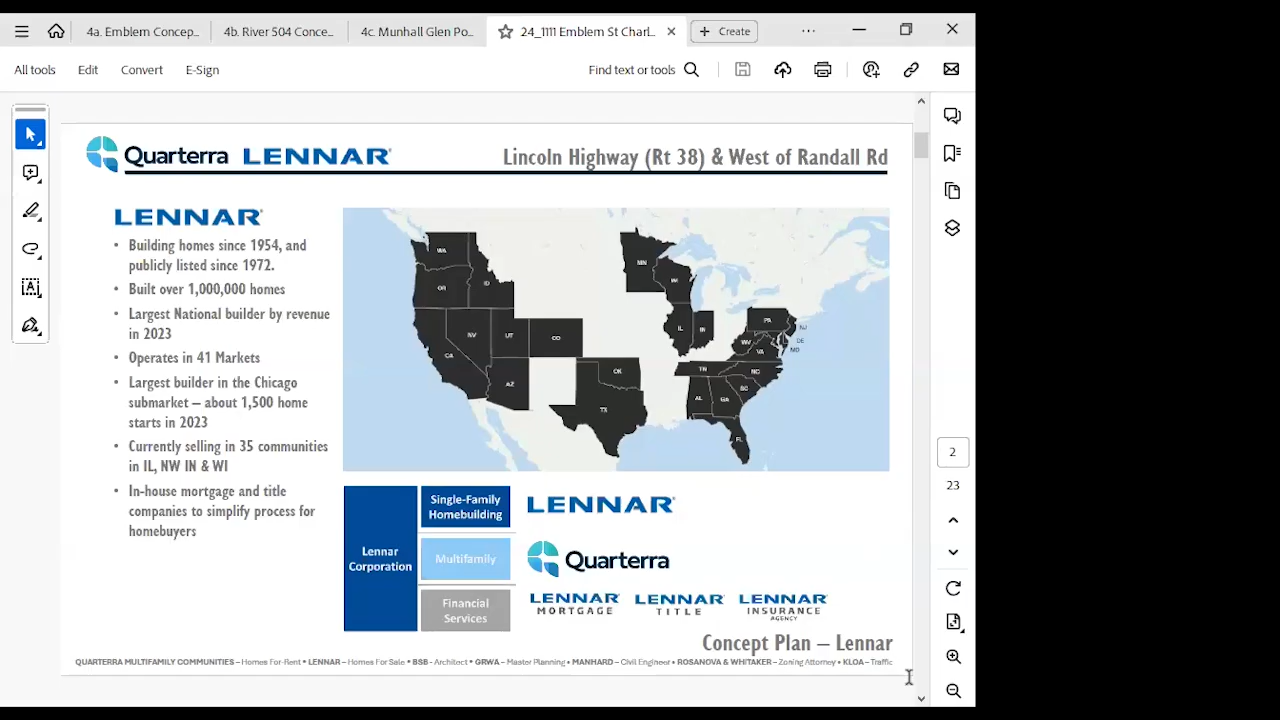 4a. Emblem Concep...
4b. River 504 Conce...
4c. Munhall Glen Po...
24_1111 Emblem St Charl...
Create
All tools
Edit
Convert
E-Sign
Find text or tools
Quarterra LENNAR
Lincoln Highway (Rt 38) & West of Randall Rd
LENNAR
• Building homes since 1954, and
publicly listed since 1972.
• Built over 1,000,000 homes
• Largest National builder by revenue
in 2023
• Operates in 41 Markets
• Largest builder in the Chicago
submarket – about 1,500 home
starts in 2023
• Currently selling in 35 communities
in IL, NW IN & WI
• In-house mortgage and title
companies to simplify process for
homebuyers
WA
OR
ID
NV
UT
CO
CA
AZ
OK
TX
MN
WI
IL
IN
PA
NJ
DE
MD
WV
VA
TN
NC
SC
AL
GA
FL
Lennar
Corporation
Single-Family
Homebuilding
LENNAR
Multifamily
Quarterra
Financial
Services
LENNAR
MORTGAGE
LENNAR
TITLE
LENNAR
INSURANCE
AGENCY
Concept Plan – Lennar
QUARTERRA MULTIFAMILY COMMUNITIES – Homes For-Rent • LENNAR – Homes For Sale • BSB - Architect • GRWA – Master Planning • MANHARD – Civil Engineer • ROSANOVA & WHITAKER – Zoning Attorney • KLOA – Traffic
2
23